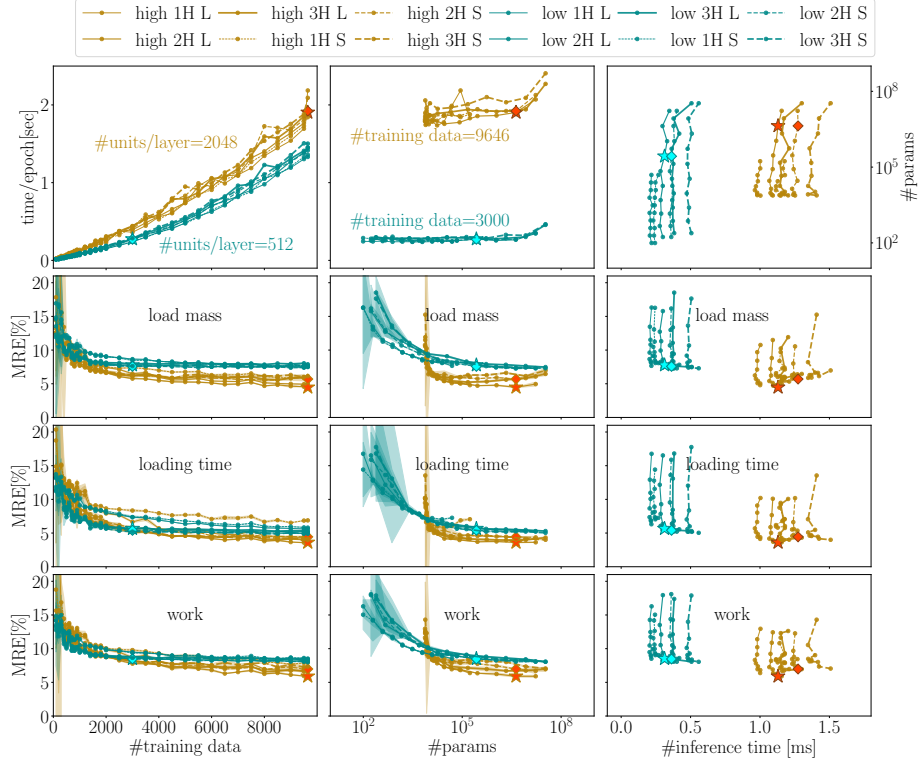 high 1H L high 3H L high 2H S low 1H L low 3H L low 2H S
high 2H L high 1H S high 3H S low 2H L low 1H S low 3H S
time/epoch[sec]
2
1
0
#units/layer=2048
#units/layer=512
#training data=9646
#training data=3000
10^8
10^5
10^2
#params
MRE[%]
20
15
10
5
0
load mass
load mass
load mass
MRE[%]
20
15
10
5
0
loading time
loading time
loading time
MRE[%]
20
15
10
5
0
work
work
work
0 2000 4000 6000 8000
10^2 10^5 10^8
0.0 0.5 1.0 1.5
#training data
#params
#inference time [ms]